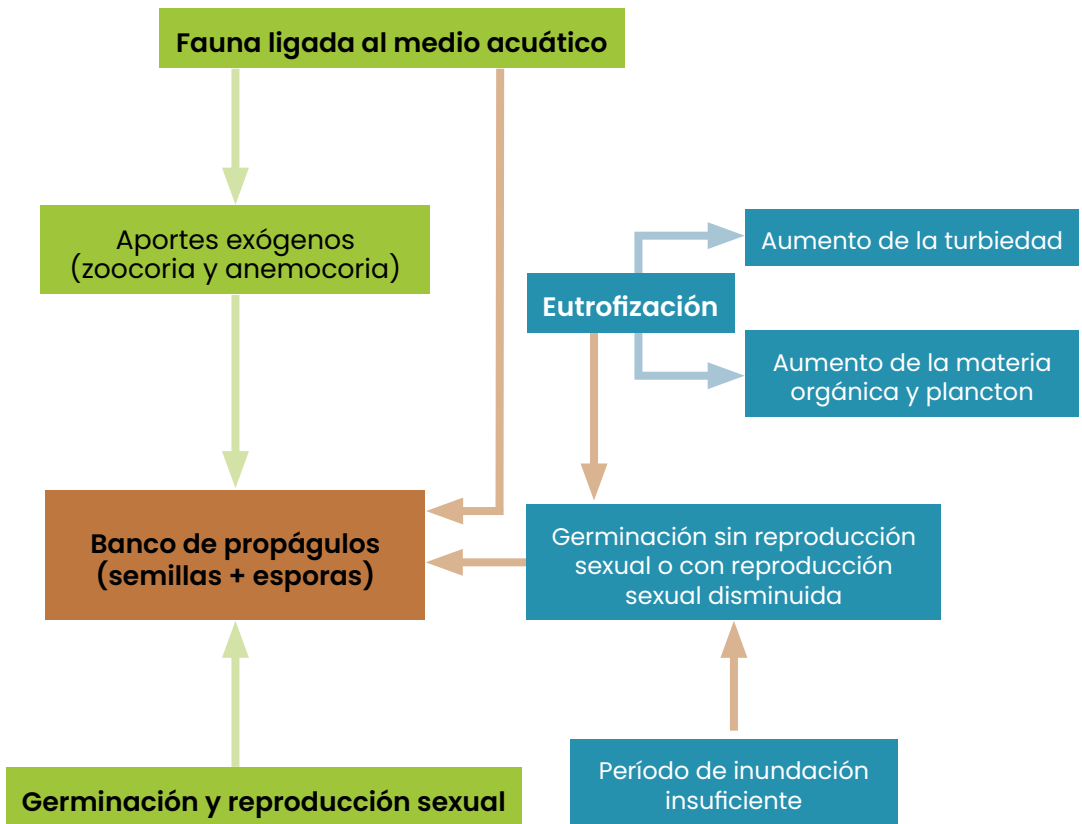 Fauna ligada al medio acuático
Aportes exógenos
(zoocoria y anemocoria)
Aumento de la turbiedad
Eutrofización
Aumento de la materia
orgánica y plancton
Banco de propágulos
(semillas + esporas)
Germinación sin reproducción
sexual o con reproducción
sexual disminuida
Germinación y reproducción sexual
Período de inundación
insuficiente